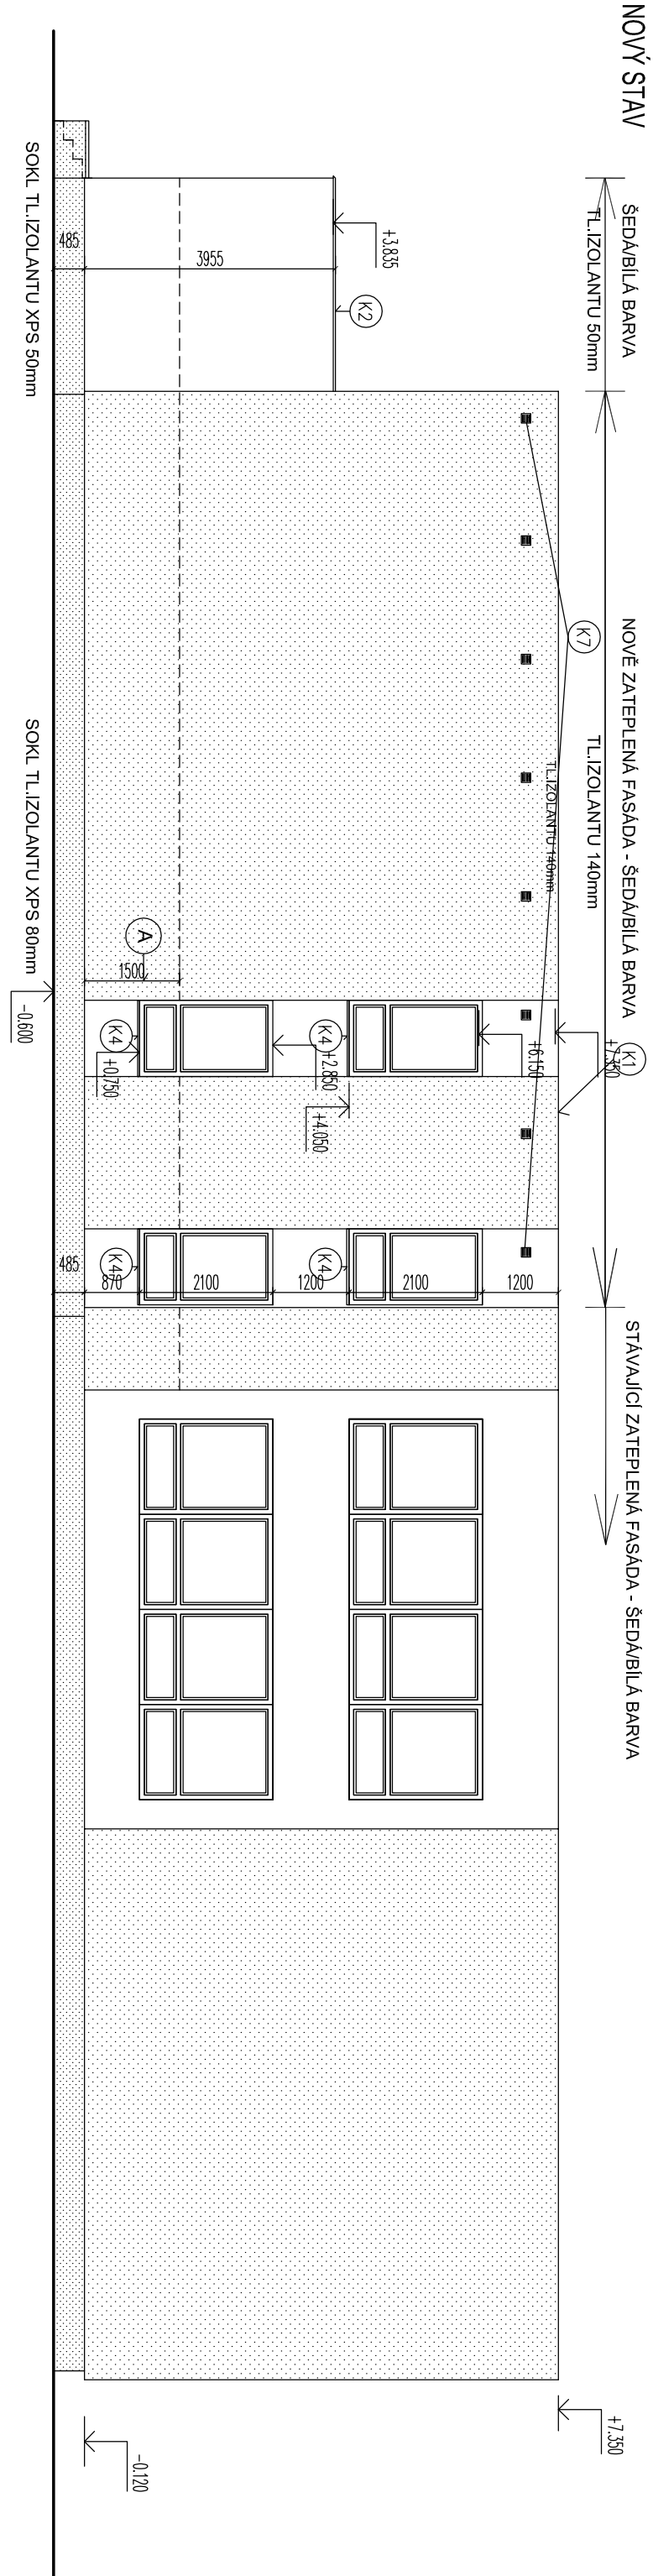 NOVÝ STAV
ŠEDÁ/BÍLÁ BARVA
TL.IZOLANTU 50mm
NOVĚ ZATEPLENÁ FASÁDA - ŠEDÁ/BÍLÁ BARVA
TL.IZOLANTU 140mm
STÁVAJÍCÍ ZATEPLENÁ FASÁDA - ŠEDÁ/BÍLÁ BARVA
K7
TL.IZOLANTU 140mm
K1
+7.350
+7.350
+3.835
K2
3955
485
+6.150
1200
K4
K4
+4.050
2100
+2.850
1200
2100
A
1500
K4
K4
+0.750
870
485
-0.120
-0.600
SOKL TL.IZOLANTU XPS 50mm
SOKL TL.IZOLANTU XPS 80mm